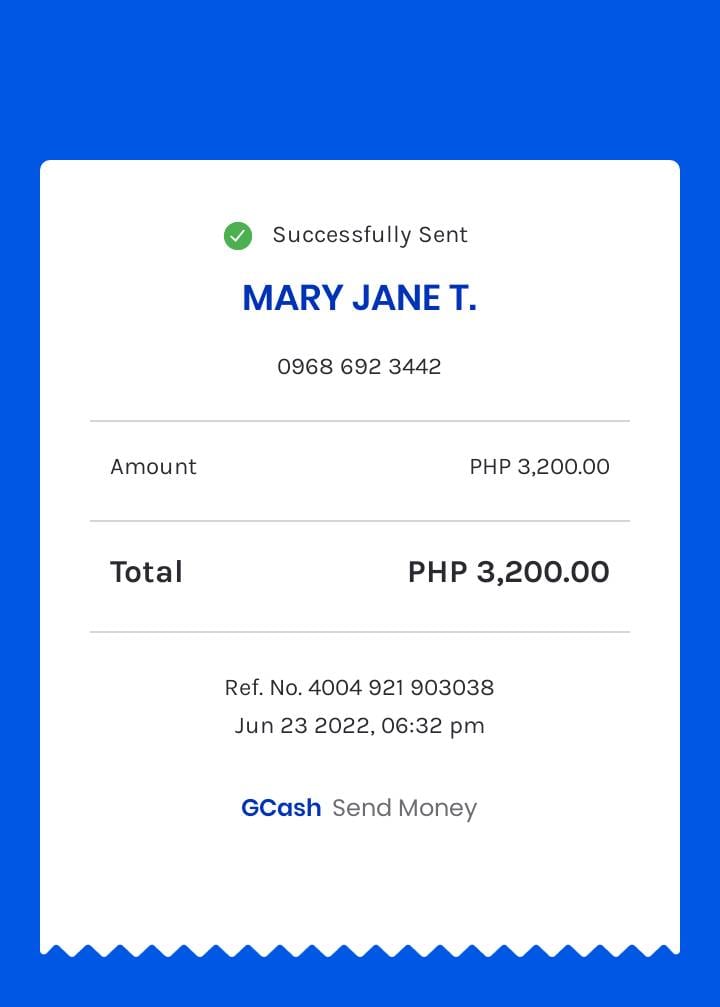 Successfully Sent
MARY JANE T.
0968 692 3442
Amount PHP 3,200.00
Total PHP 3,200.00
Ref. No. 4004 921 903038
Jun 23 2022, 06:32 pm
GCash Send Money